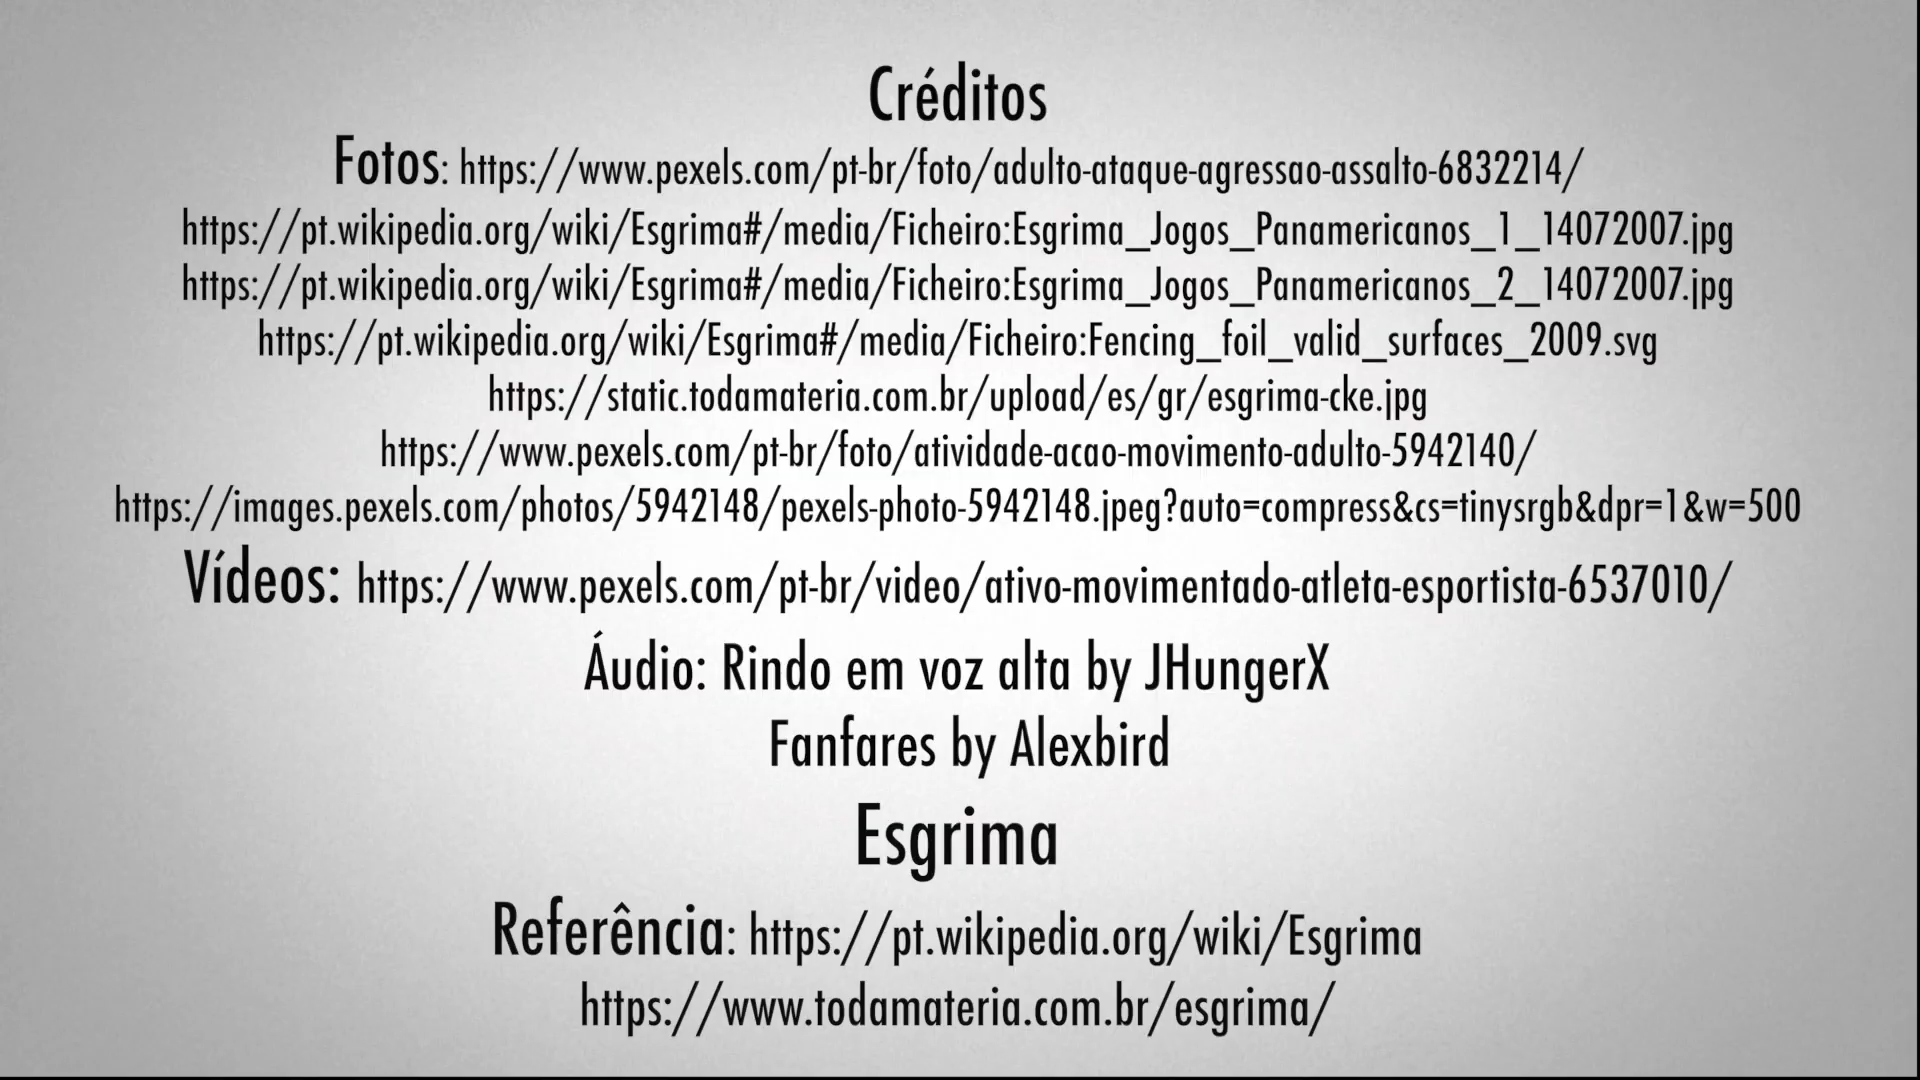 Créditos
Fotos: https://www.pexels.com/pt-br/foto/adulto-ataque-agressao-assalto-6832214/
https://pt.wikipedia.org/wiki/Esgrima#/media/Ficheiro:Esgrima_Jogos_Panamericanos_1_14072007.jpg
https://pt.wikipedia.org/wiki/Esgrima#/media/Ficheiro:Esgrima_Jogos_Panamericanos_2_14072007.jpg
https://pt.wikipedia.org/wiki/Esgrima#/media/Ficheiro:Fencing_foil_valid_surfaces_2009.svg
https://static.todamateria.com.br/upload/es/gr/esgrima-cke.jpg
https://www.pexels.com/pt-br/foto/atividade-acao-movimento-adulto-5942140/
https://images.pexels.com/photos/5942148/pexels-photo-5942148.jpeg?auto=compress&cs=tinysrgb&dpr=1&w=500
Vídeos: https://www.pexels.com/pt-br/video/ativo-movimentado-atleta-esportista-6537010/
Áudio: Rindo em voz alta by JHungerX
Fanfares by Alexbird
Esgrima
Referência: https://pt.wikipedia.org/wiki/Esgrima
https://www.todamateria.com.br/esgrima/